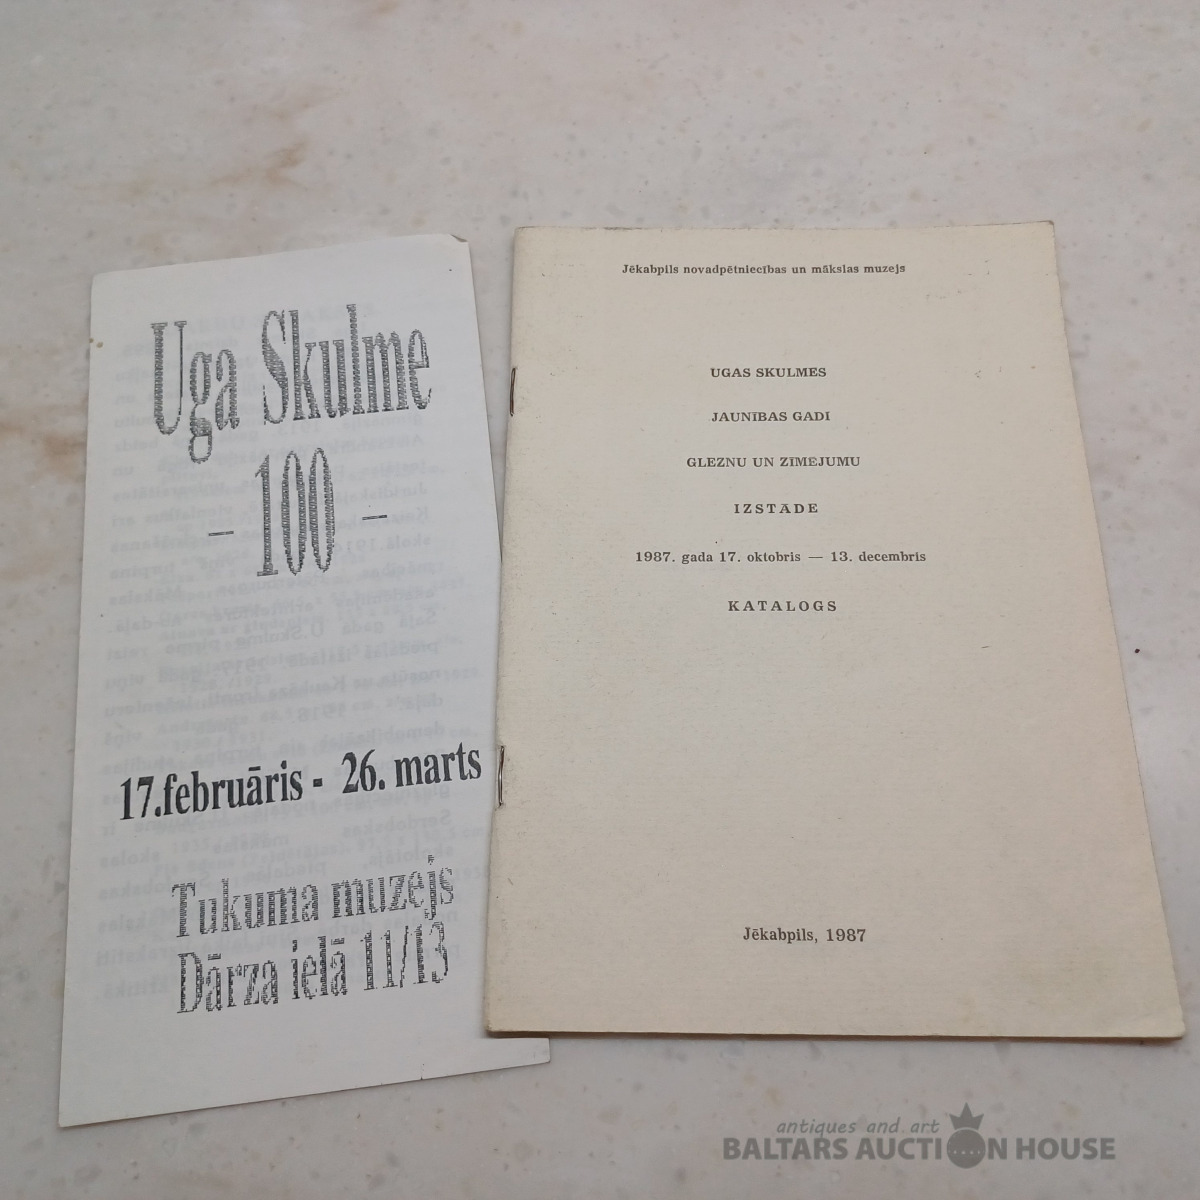 Uga Skulme
- 100 -
17.februāris - 26. marts
Tukuma muzejs
Dārza ielā 11/13
Jēkabpils novadpētniecības un mākslas muzejs
UGAS SKULMES
JAUNĪBAS GADI
GLEZNU UN ZĪMĒJUMU
IZSTĀDE
1987. gada 17. oktobris — 13. decembris
KATALOGS
Jēkabpils, 1987
antiques and art
BALTARS AUCTION HOUSE